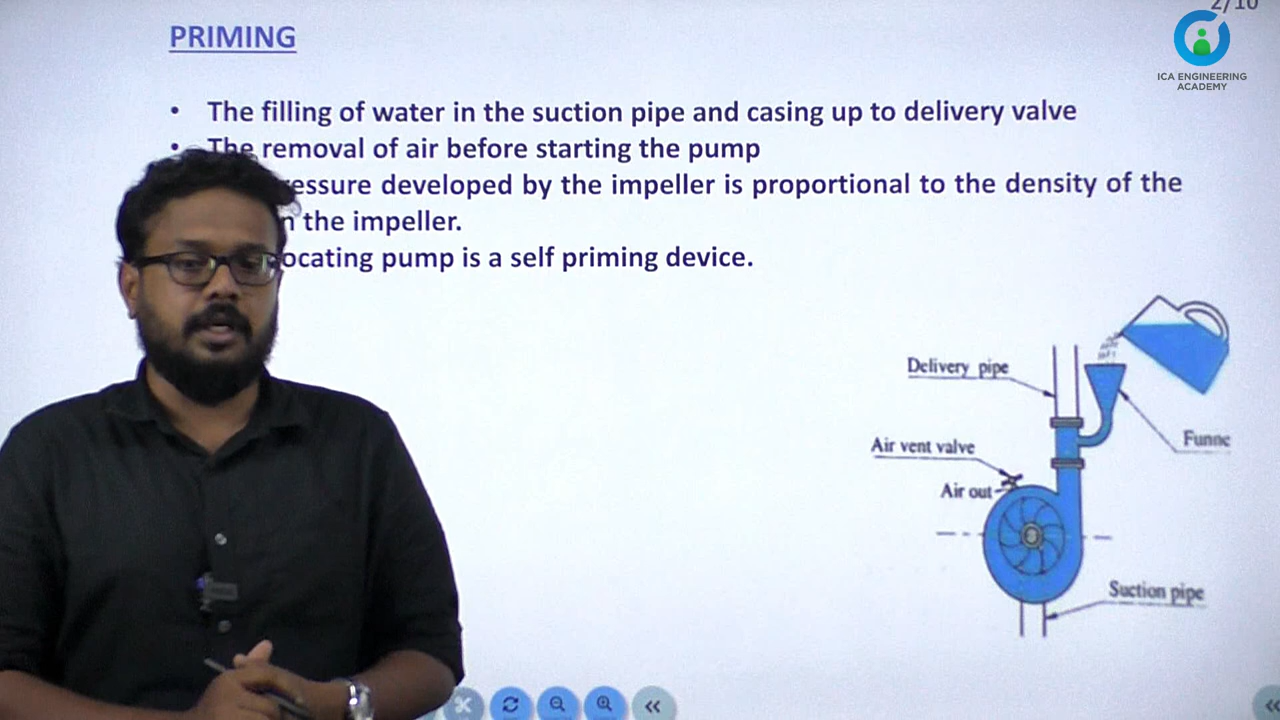 2/10
PRIMING
ICA ENGINEERING
ACADEMY
• The filling of water in the suction pipe and casing up to delivery valve
• The removal of air before starting the pump
ressure developed by the impeller is proportional to the density of the
n the impeller.
ocating pump is a self priming device.
Delivery pipe
Funne
Air vent valve
Air out
Suction pipe